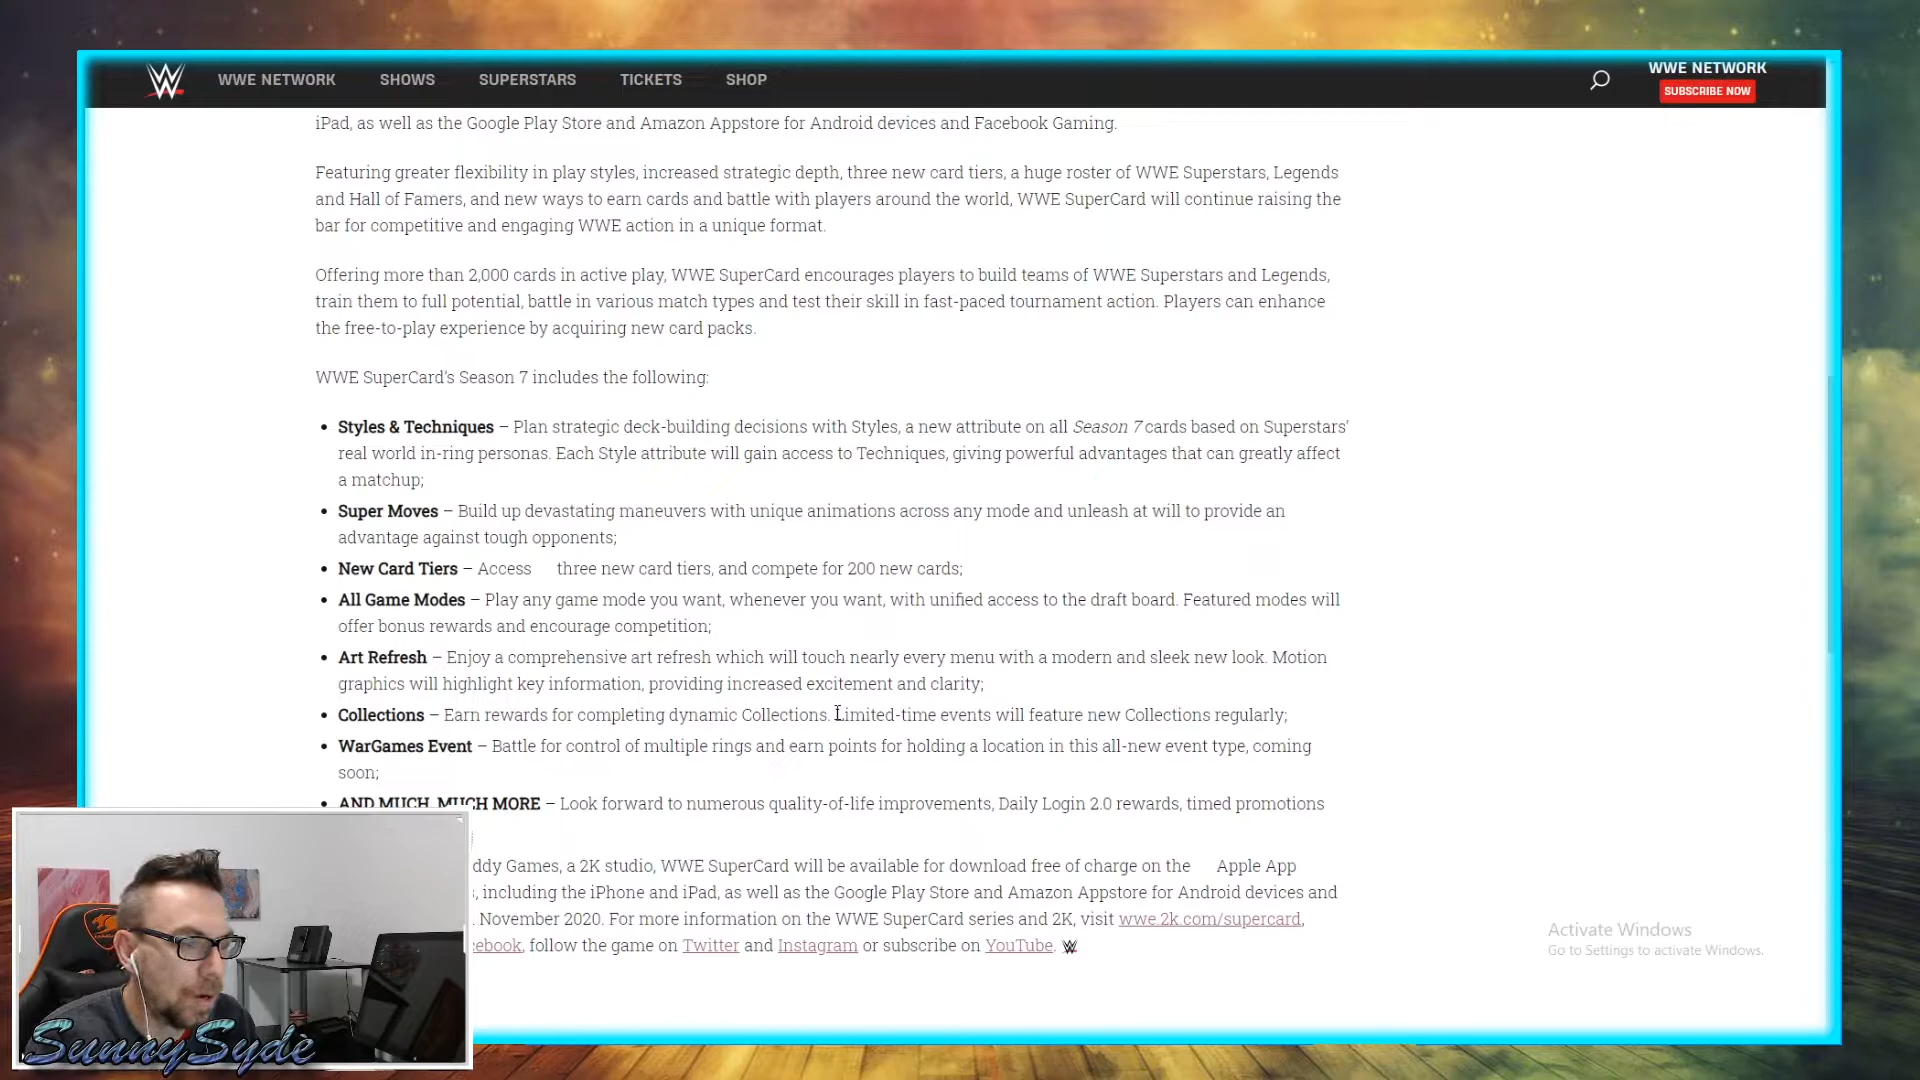 WWE NETWORK SHOWS SUPERSTARS TICKETS SHOP
WWE NETWORK
SUBSCRIBE NOW
iPad, as well as the Google Play Store and Amazon Appstore for Android devices and Facebook Gaming.
Featuring greater flexibility in play styles, increased strategic depth, three new card tiers, a huge roster of WWE Superstars, Legends
and Hall of Famers, and new ways to earn cards and battle with players around the world, WWE SuperCard will continue raising the
bar for competitive and engaging WWE action in a unique format.
Offering more than 2,000 cards in active play, WWE SuperCard encourages players to build teams of WWE Superstars and Legends,
train them to full potential, battle in various match types and test their skill in fast-paced tournament action. Players can enhance
the free-to-play experience by acquiring new card packs.
WWE SuperCard's Season 7 includes the following:
• Styles & Techniques – Plan strategic deck-building decisions with Styles, a new attribute on all Season 7 cards based on Superstars'
real world in-ring personas. Each Style attribute will gain access to Techniques, giving powerful advantages that can greatly affect
a matchup;
• Super Moves – Build up devastating maneuvers with unique animations across any mode and unleash at will to provide an
advantage against tough opponents;
• New Card Tiers – Access three new card tiers, and compete for 200 new cards;
• All Game Modes – Play any game mode you want, whenever you want, with unified access to the draft board. Featured modes will
offer bonus rewards and encourage competition;
• Art Refresh – Enjoy a comprehensive art refresh which will touch nearly every menu with a modern and sleek new look. Motion
graphics will highlight key information, providing increased excitement and clarity;
• Collections – Earn rewards for completing dynamic Collections. Limited-time events will feature new Collections regularly;
• WarGames Event – Battle for control of multiple rings and earn points for holding a location in this all-new event type, coming
soon;
• AND MUCH, MUCH MORE – Look forward to numerous quality-of-life improvements, Daily Login 2.0 rewards, timed promotions
ddy Games, a 2K studio, WWE SuperCard will be available for download free of charge on the Apple App
, including the iPhone and iPad, as well as the Google Play Store and Amazon Appstore for Android devices and
November 2020. For more information on the WWE SuperCard series and 2K, visit wwe.2k.com/supercard,
ebook, follow the game on Twitter and Instagram or subscribe on YouTube.
Activate Windows
Go to Settings to activate Windows.
SunnySyde